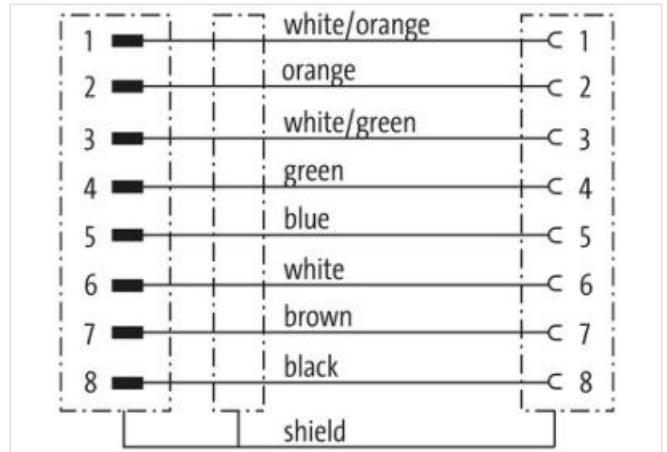 1 white/orange 1
2 orange 2
3 white/green 3
4 green 4
5 blue 5
6 white 6
7 brown 7
8 black 8
shield